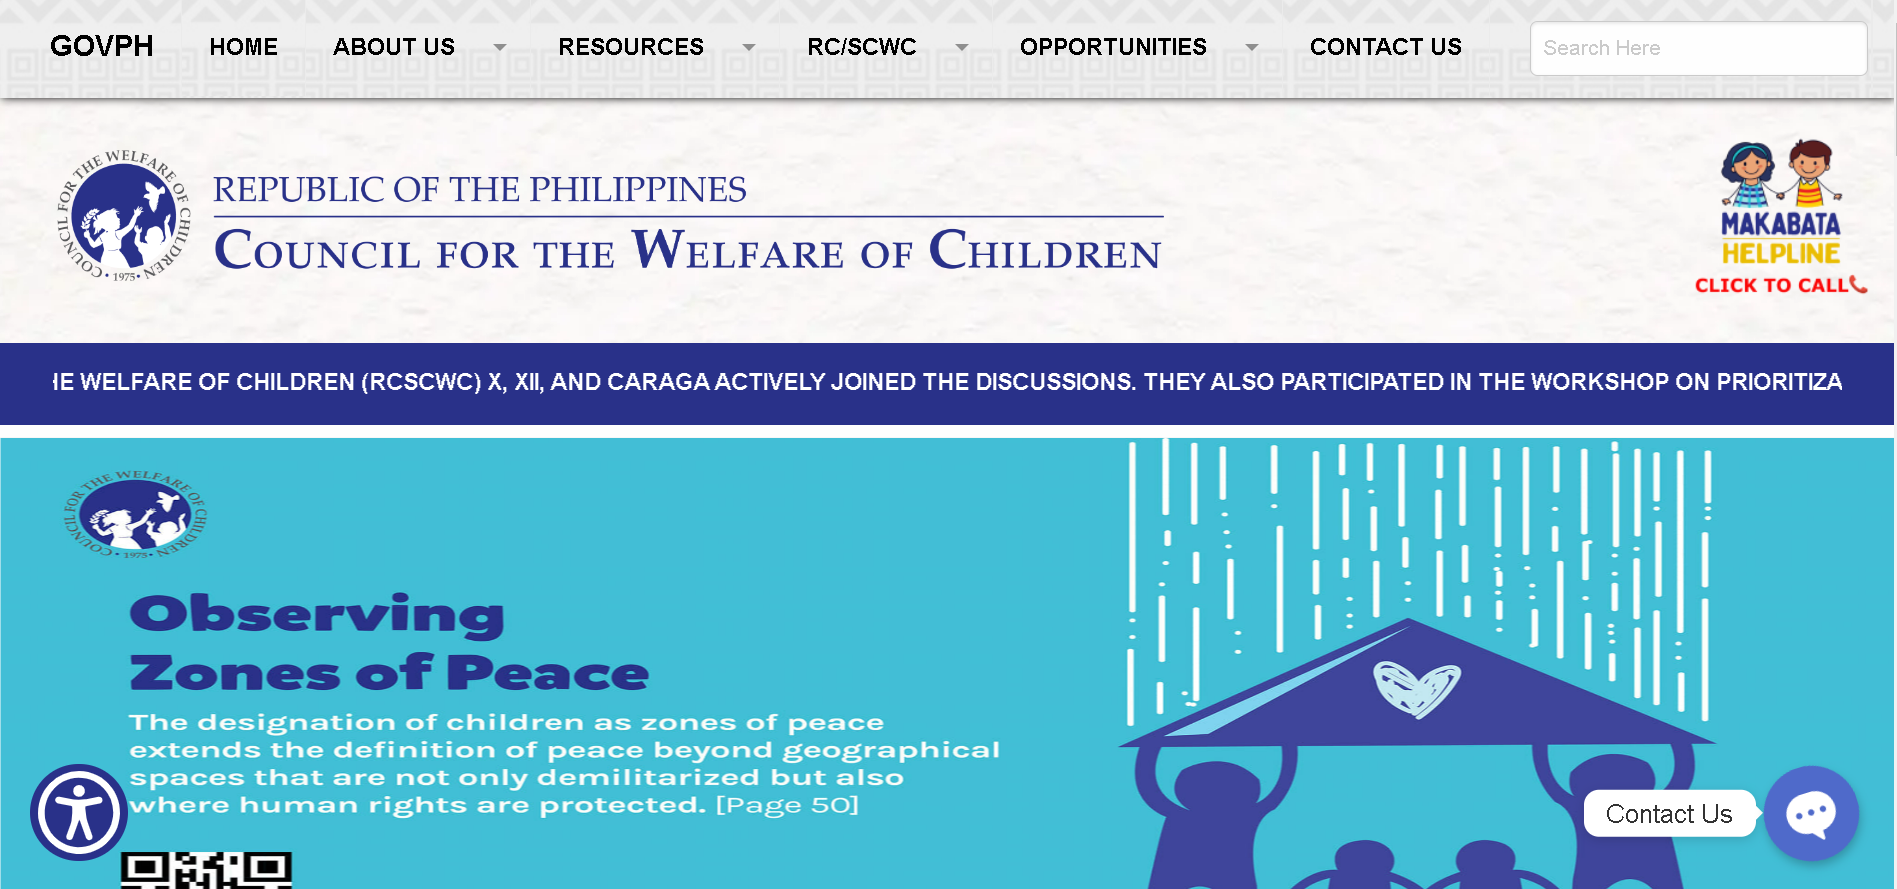 GOVPH HOME ABOUT US RESOURCES RC/SCWC OPPORTUNITIES CONTACT US Search Here
COUNCIL FOR THE WELFARE OF CHILDREN • 1975 •
REPUBLIC OF THE PHILIPPINES
COUNCIL FOR THE WELFARE OF CHILDREN
MAKABATA
HELPLINE
CLICK TO CALL
WELFARE OF CHILDREN (RCSCWC) X, XII, AND CARAGA ACTIVELY JOINED THE DISCUSSIONS. THEY ALSO PARTICIPATED IN THE WORKSHOP ON PRIORITIZA
COUNCIL FOR THE WELFARE OF CHILDREN • 1975 •
Observing
Zones of Peace
The designation of children as zones of peace
extends the definition of peace beyond geographical
spaces that are not only demilitarized but also
where human rights are protected. [Page 50]
Contact Us